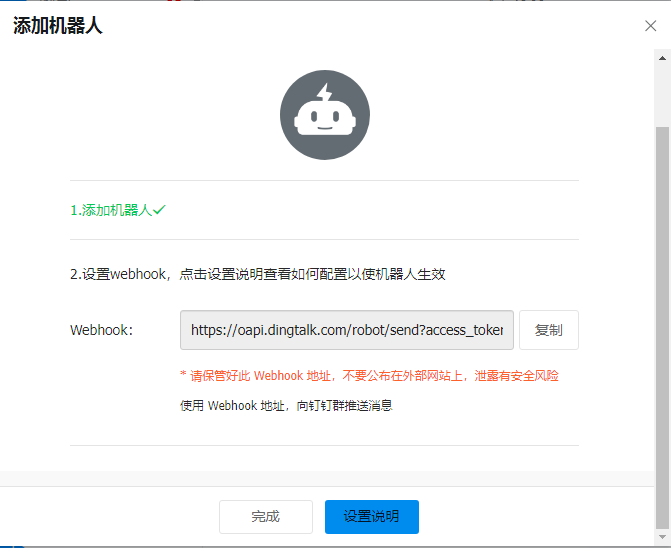 添加机器人
1.添加机器人
2.设置webhook，点击设置说明查看如何配置以使机器人生效
Webhook：
https://oapi.dingtalk.com/robot/send?access_token
复制
* 请保管好此 Webhook 地址，不要公布在外部网站上，泄露有安全风险
使用 Webhook 地址，向钉钉群推送消息
完成
设置说明